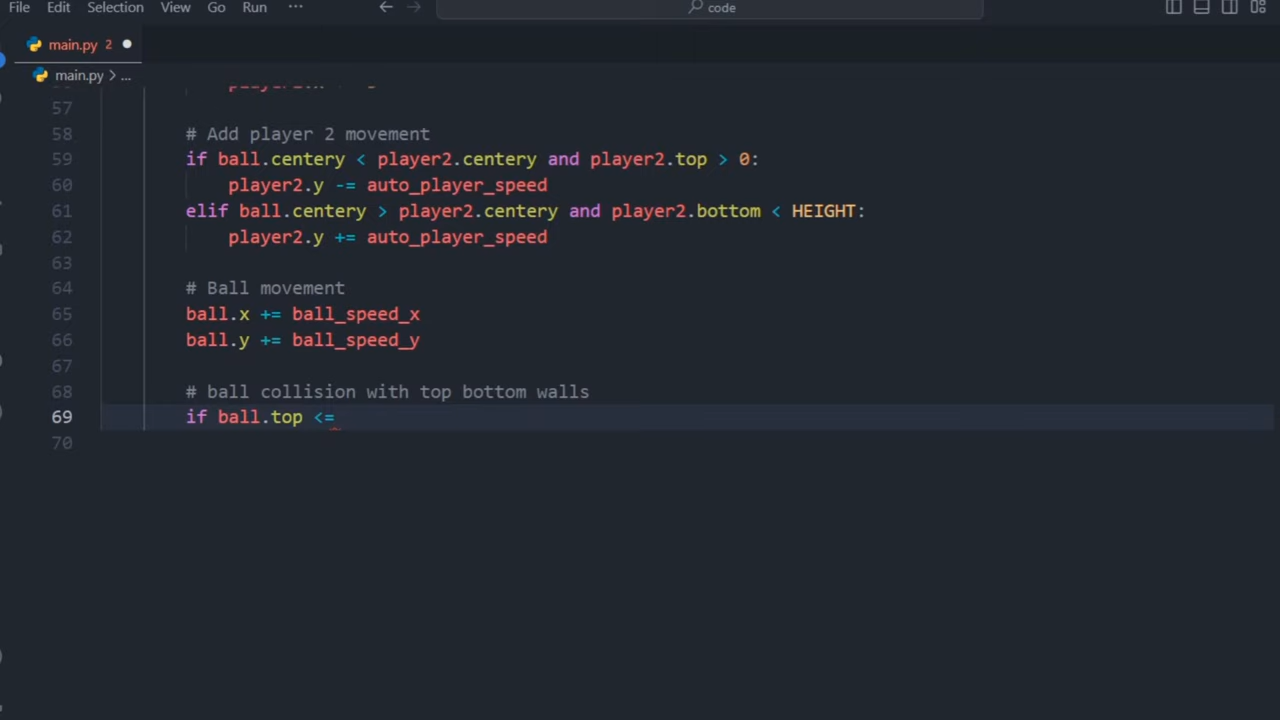 File Edit Selection View Go Run ··· ← → code
main.py 2 ●
main.py > ...
57
58 # Add player 2 movement
59 if ball.centery < player2.centery and player2.top > 0:
60 player2.y -= auto_player_speed
61 elif ball.centery > player2.centery and player2.bottom < HEIGHT:
62 player2.y += auto_player_speed
63
64 # Ball movement
65 ball.x += ball_speed_x
66 ball.y += ball_speed_y
67
68 # ball collision with top bottom walls
69 if ball.top <=
70